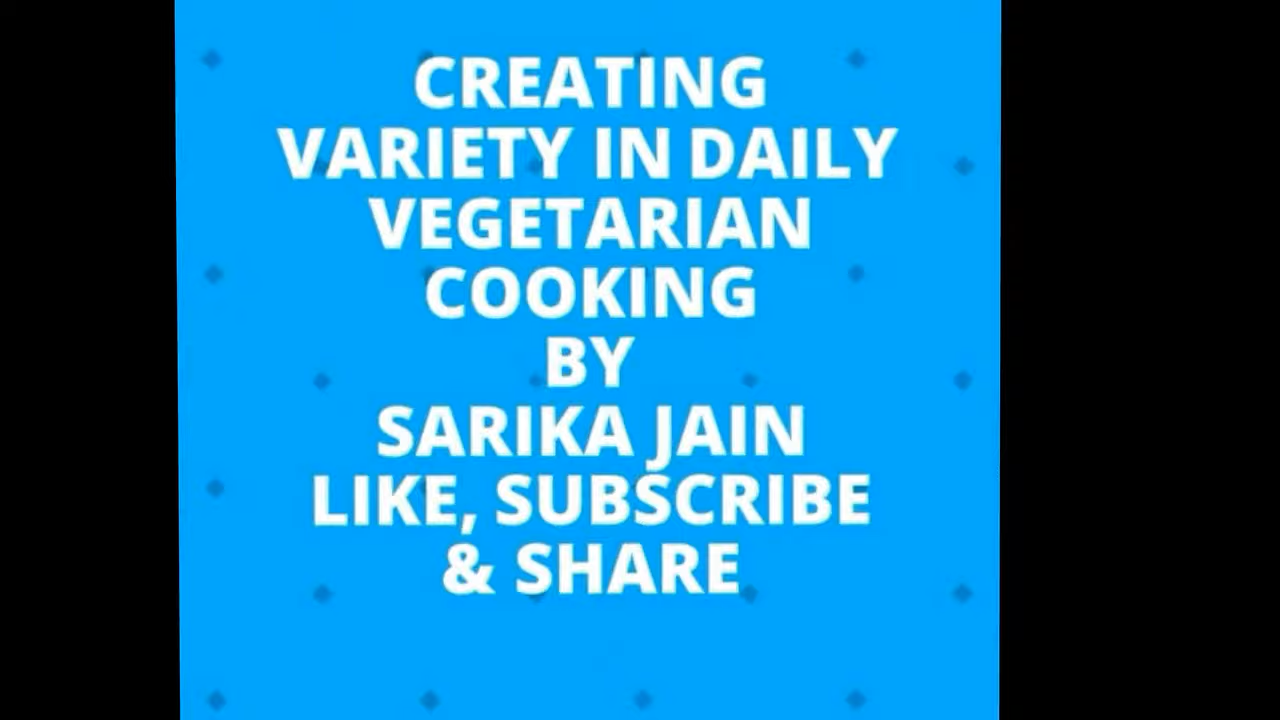 CREATING
VARIETY IN DAILY
VEGETARIAN
COOKING
BY
SARIKA JAIN
LIKE, SUBSCRIBE
& SHARE